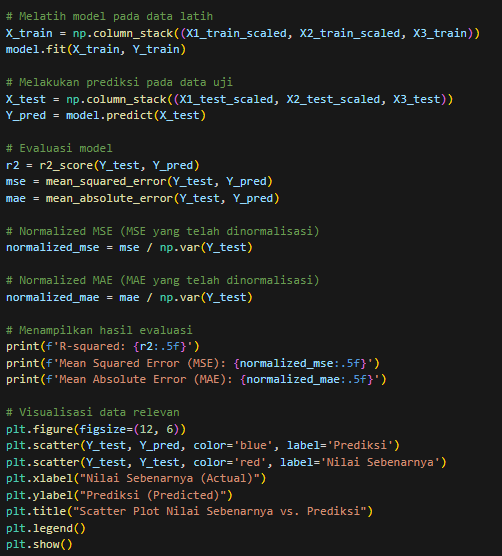 # Melatih model pada data latih
X_train = np.column_stack((X1_train_scaled, X2_train_scaled, X3_train))
model.fit(X_train, Y_train)
# Melakukan prediksi pada data uji
X_test = np.column_stack((X1_test_scaled, X2_test_scaled, X3_test))
Y_pred = model.predict(X_test)
# Evaluasi model
r2 = r2_score(Y_test, Y_pred)
mse = mean_squared_error(Y_test, Y_pred)
mae = mean_absolute_error(Y_test, Y_pred)
# Normalized MSE (MSE yang telah dinormalisasi)
normalized_mse = mse / np.var(Y_test)
# Normalized MAE (MAE yang telah dinormalisasi)
normalized_mae = mae / np.var(Y_test)
# Menampilkan hasil evaluasi
print(f'R-squared: {r2:.5f}')
print(f'Mean Squared Error (MSE): {normalized_mse:.5f}')
print(f'Mean Absolute Error (MAE): {normalized_mae:.5f}')
# Visualisasi data relevan
plt.figure(figsize=(12, 6))
plt.scatter(Y_test, Y_pred, color='blue', label='Prediksi')
plt.scatter(Y_test, Y_test, color='red', label='Nilai Sebenarnya')
plt.xlabel("Nilai Sebenarnya (Actual)")
plt.ylabel("Prediksi (Predicted)")
plt.title("Scatter Plot Nilai Sebenarnya vs. Prediksi")
plt.legend()
plt.show()